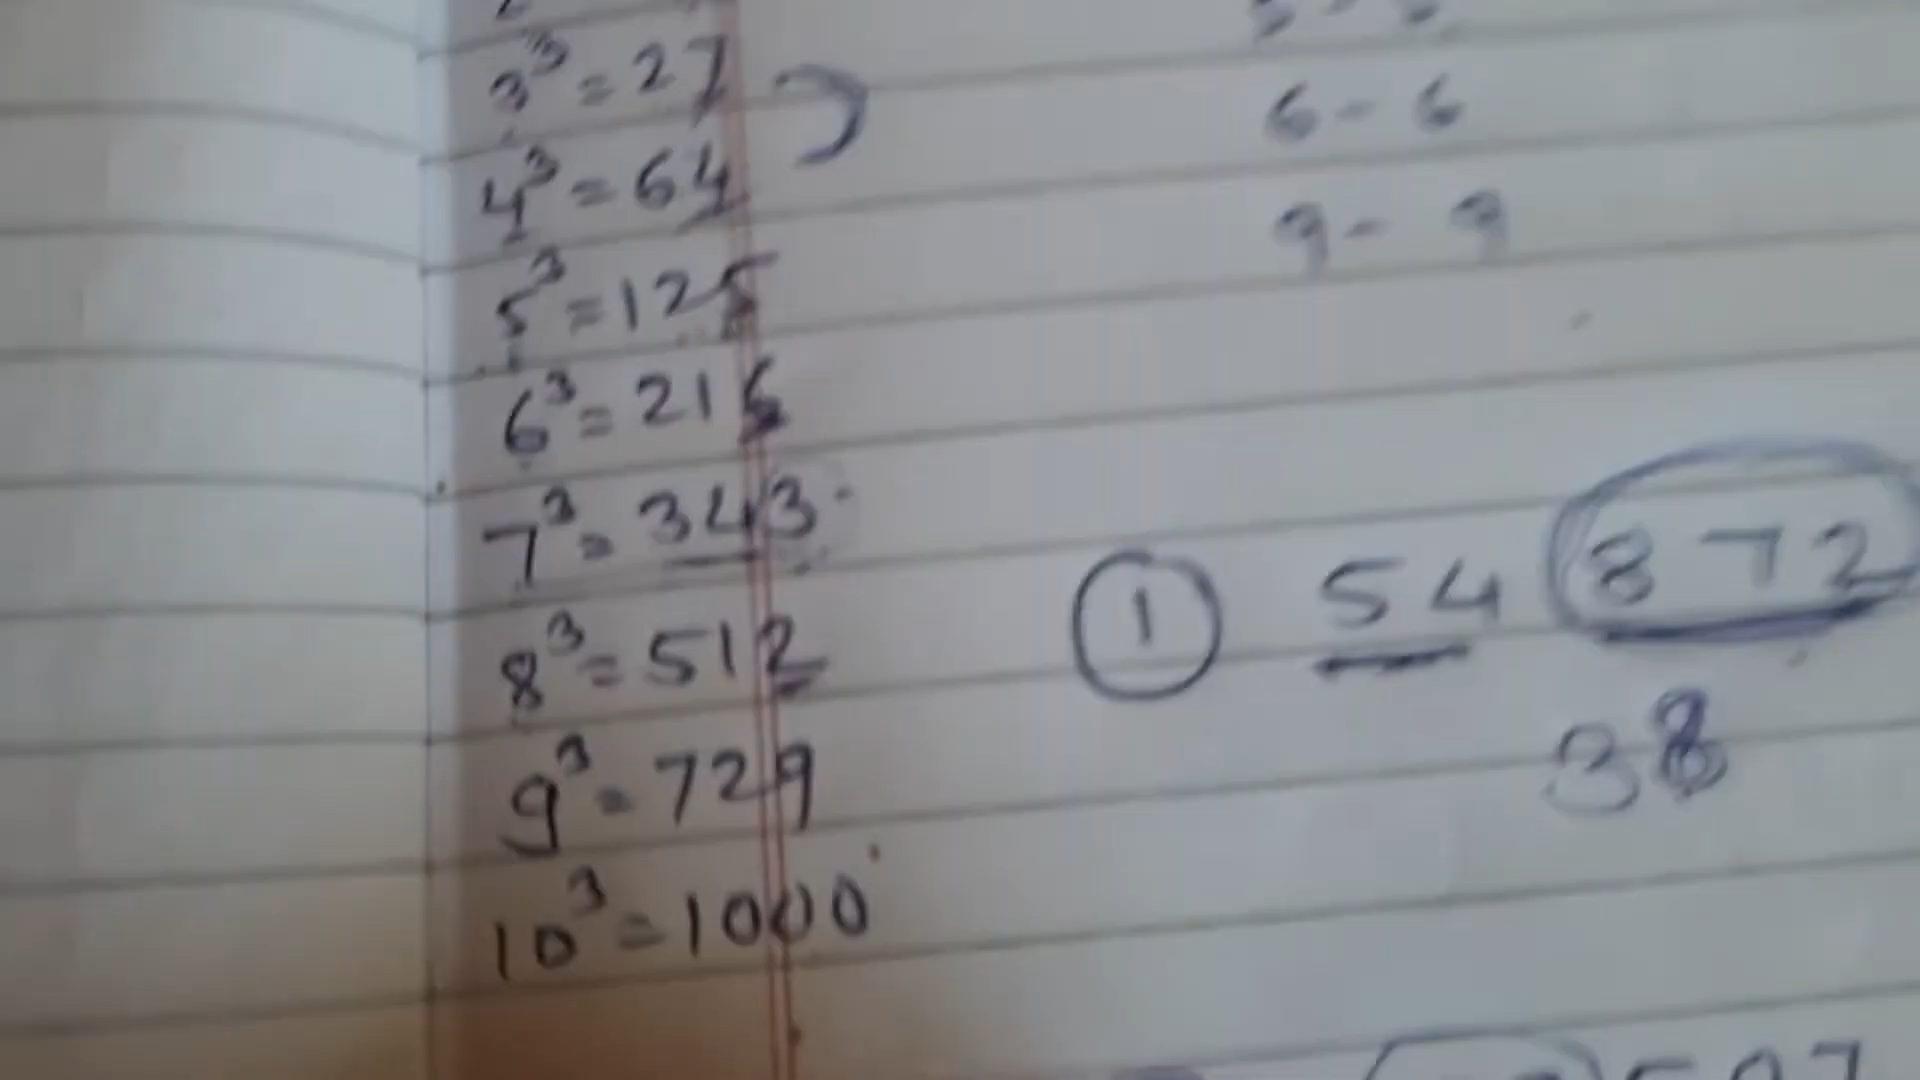 3³ = 27
4³ = 64
5³ = 125
6³ = 216
7³ = 343
8³ = 512
9³ = 729
10³ = 1000
6 - 6
9 - 9
① 54 872
38